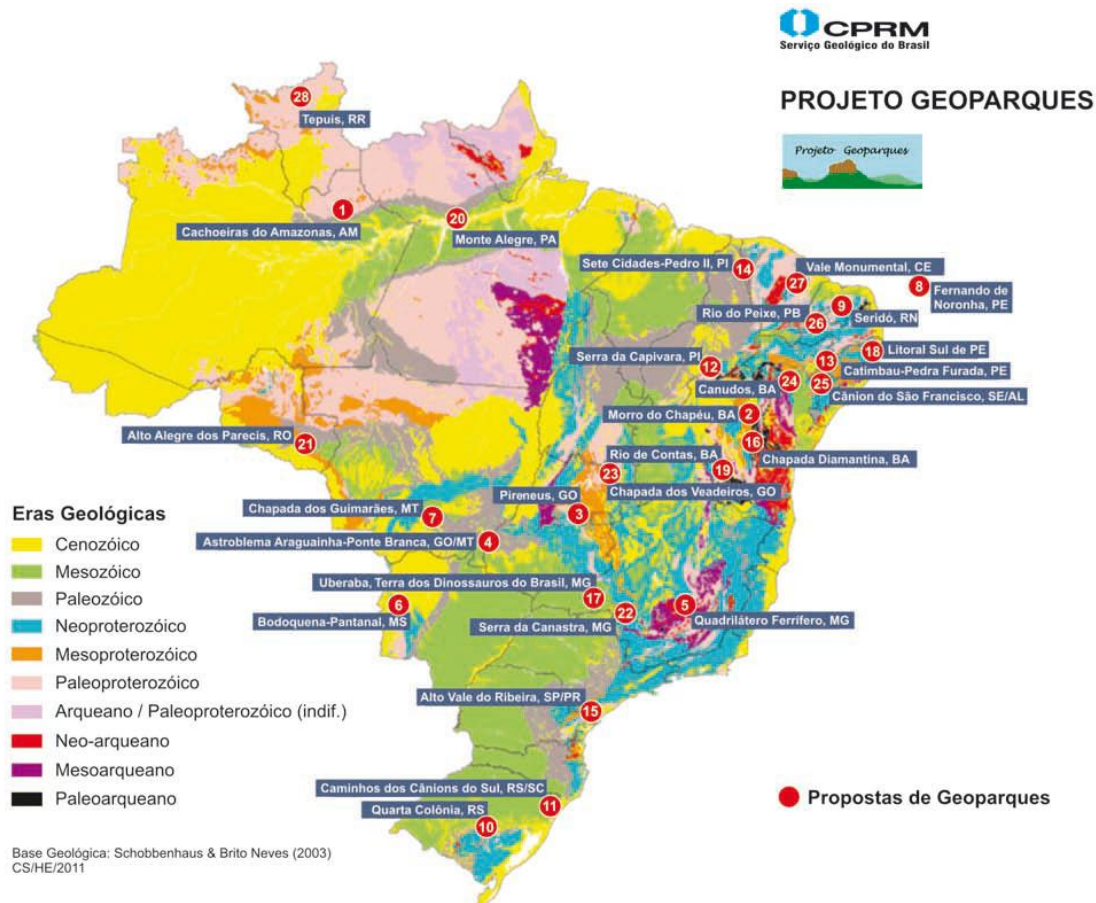 CPRM
Serviço Geológico do Brasil
PROJETO GEOPARQUES
Projeto Geoparques
28
Tepuis, RR
1
Cachoeiras do Amazonas, AM
20
Monte Alegre, PA
Sete Cidades-Pedro II, PI
14
Vale Monumental, CE
27
8
Fernando de
Noronha, PE
Rio do Peixe, PB
26
9
Seridó, RN
Serra da Capivara, PI
12
18
Litoral Sul de PE
13
Catimbau-Pedra Furada, PE
Canudos, BA
24
25
Cânion do São Francisco, SE/AL
Morro do Chapéu, BA
2
16
Chapada Diamantina, BA
Alto Alegre dos Parecis, RO
21
Rio de Contas, BA
19
23
Chapada dos Veadeiros, GO
Pireneus, GO
3
Chapada dos Guimarães, MT
7
Astroblema Araguainha-Ponte Branca, GO/MT
4
Uberaba, Terra dos Dinossauros do Brasil, MG
17
6
Bodoquena-Pantanal, MS
22
Serra da Canastra, MG
5
Quadrilátero Ferrífero, MG
Alto Vale do Ribeira, SP/PR
15
Caminhos dos Cânions do Sul, RS/SC
11
Quarta Colônia, RS
10
Eras Geológicas
Cenozóico
Mesozóico
Paleozóico
Neoproterozóico
Mesoproterozóico
Paleoproterozóico
Arqueano / Paleoproterozóico (indif.)
Neo-arqueano
Mesoarqueano
Paleoarqueano
Propostas de Geoparques
Base Geológica: Schobbenhaus & Brito Neves (2003)
CS/HE/2011